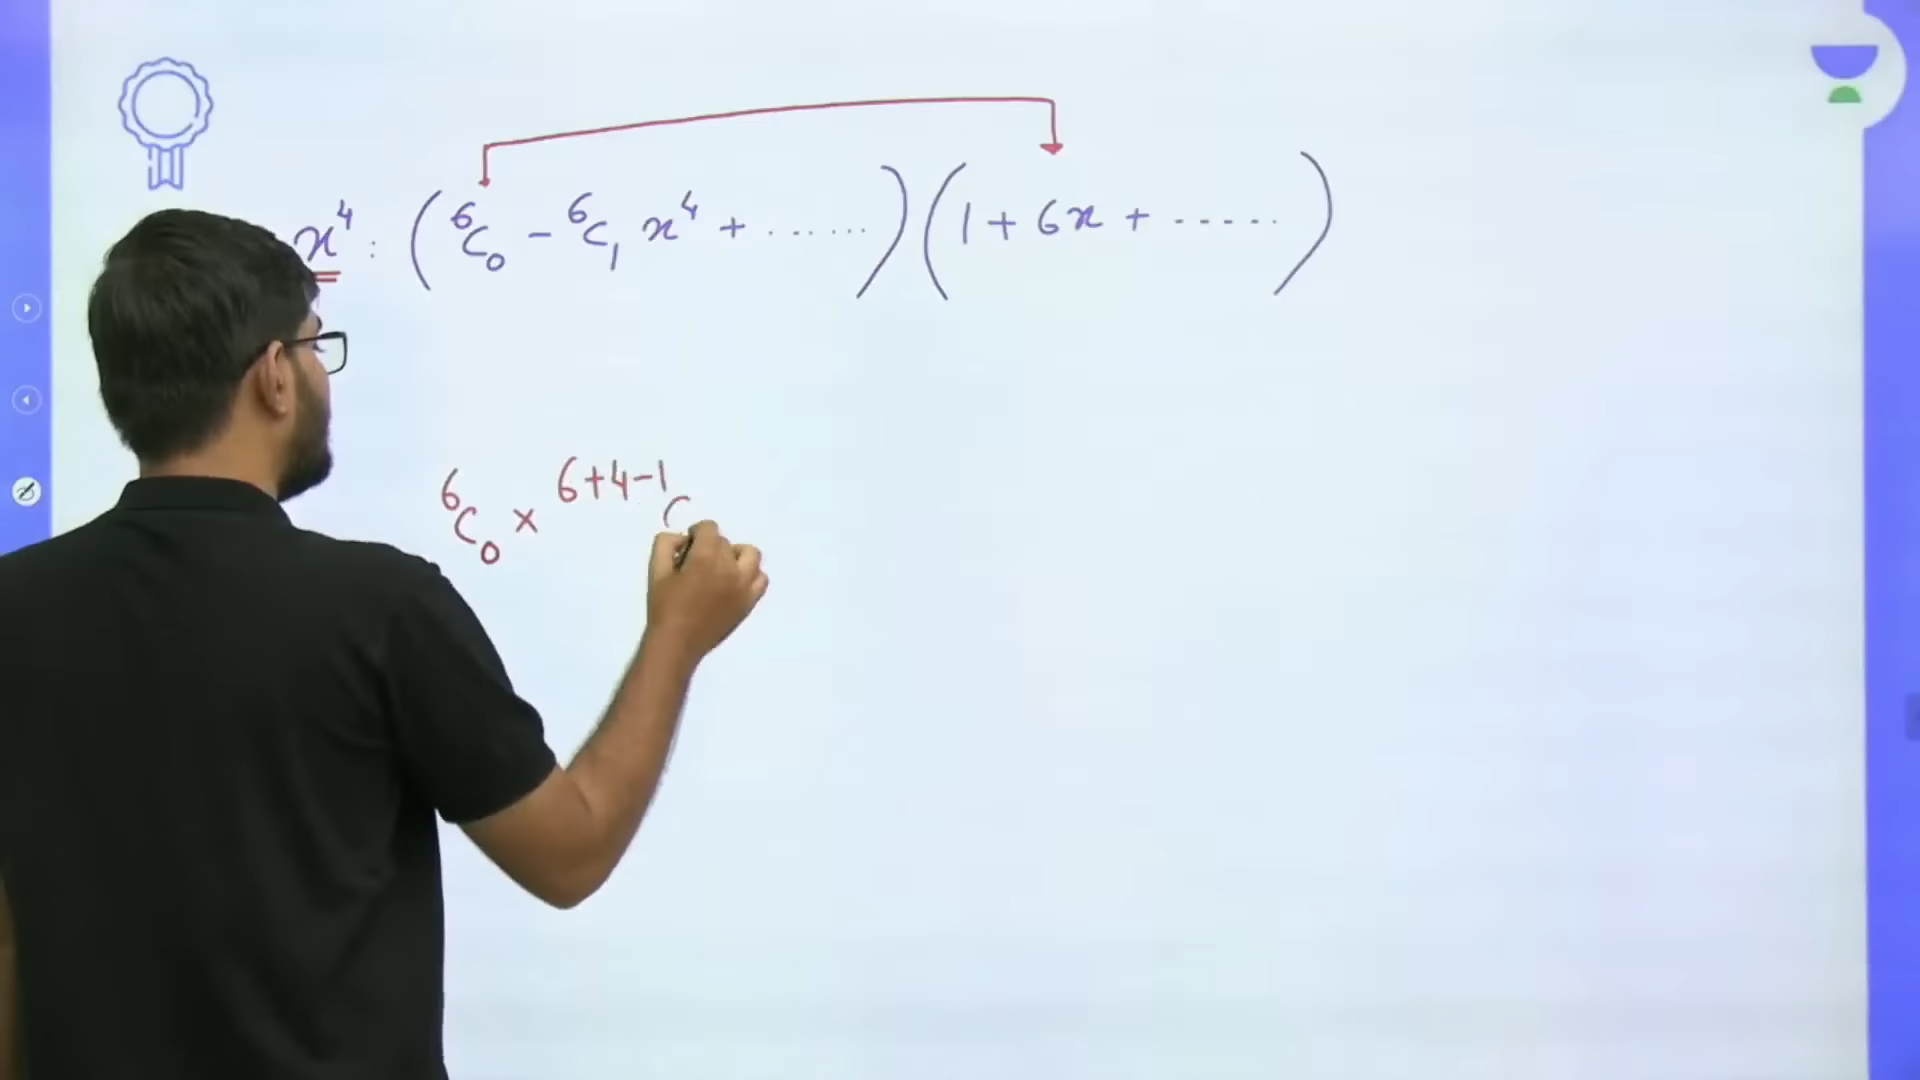 x⁴ : (⁶C₀ - ⁶C₁ x⁴ + ......) (1 + 6x + ......)
⁶C₀ × ⁶⁺⁴⁻¹C